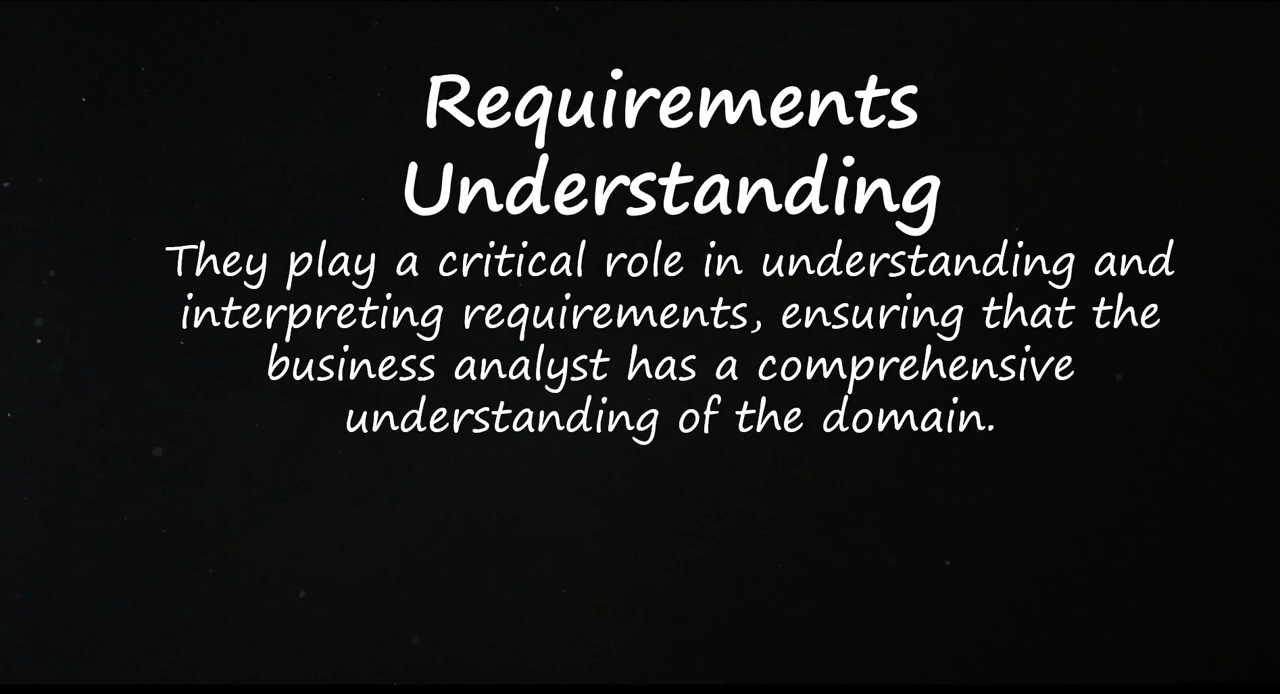 Requirements
Understanding
They play a critical role in understanding and
interpreting requirements, ensuring that the
business analyst has a comprehensive
understanding of the domain.